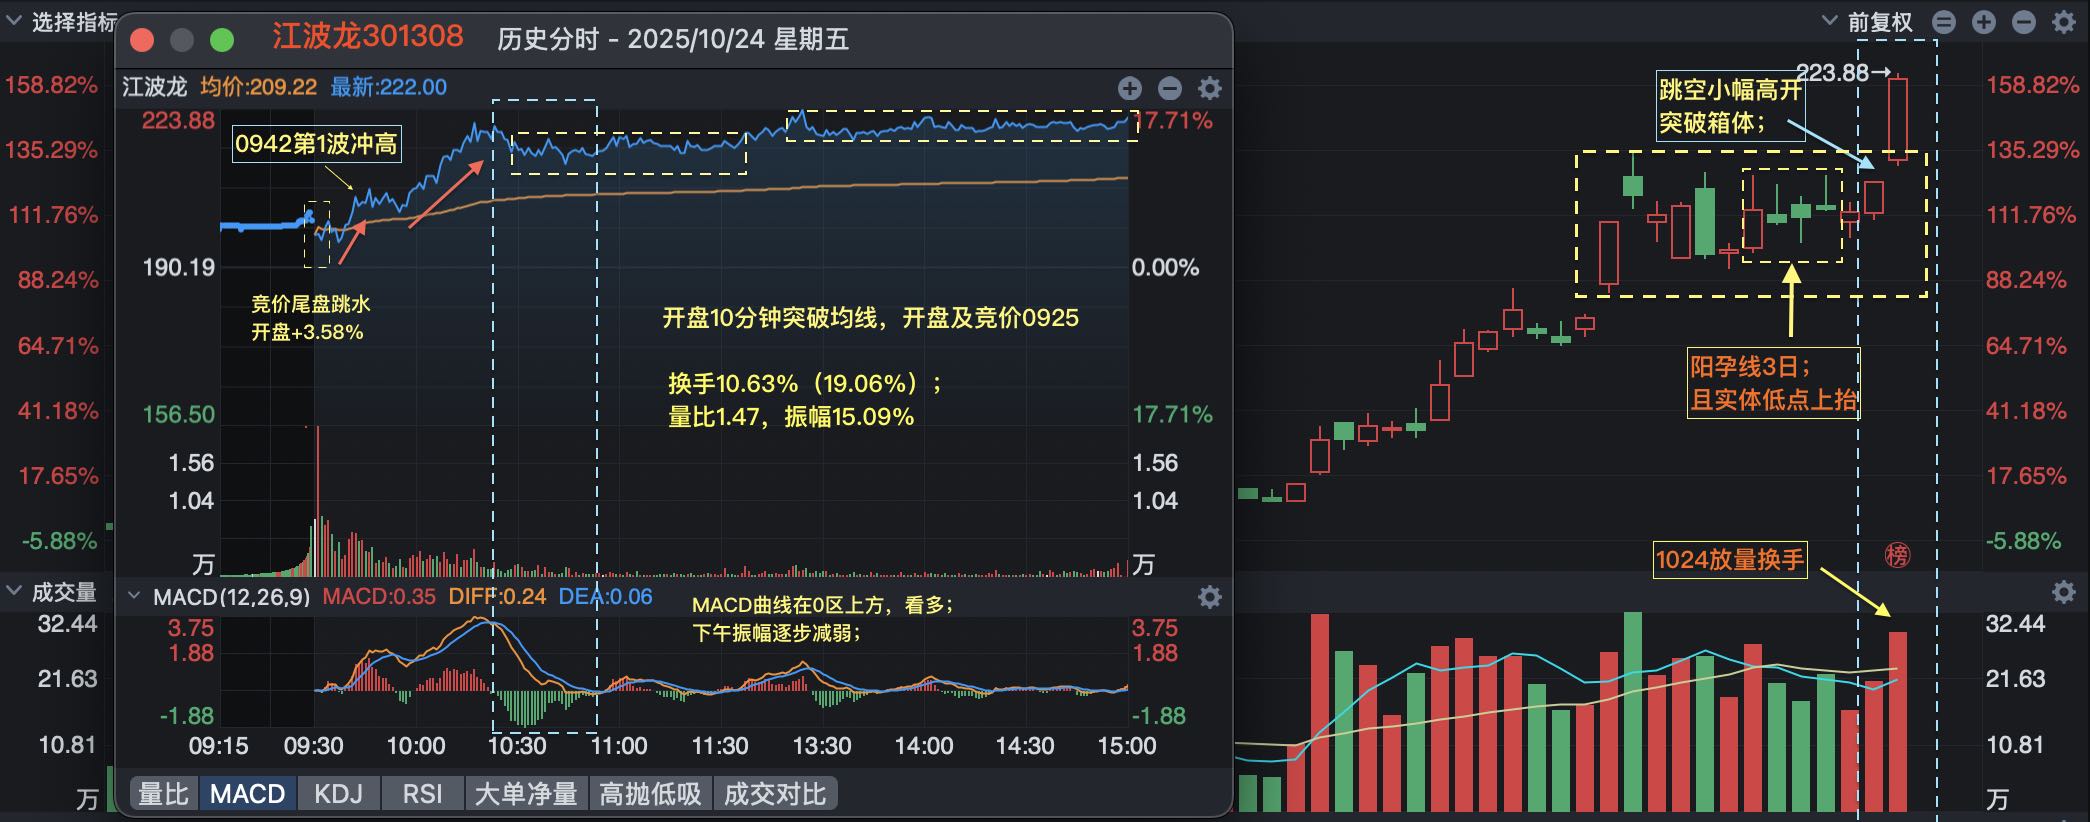 选择指标
江波龙301308
历史分时 - 2025/10/24 星期五
前复权
江波龙 均价:209.22 最新:222.00
223.88
17.71%
190.19
0.00%
156.50
17.71%
1.56
1.56
1.04
1.04
万
万
0942第1波冲高
竞价尾盘跳水
开盘+3.58%
开盘10分钟突破均线，开盘及竞价0925
换手10.63%（19.06%）；
量比1.47，振幅15.09%
MACD(12,26,9) MACD:0.35 DIFF:0.24 DEA:0.06
MACD曲线在0区上方，看多；
下午振幅逐步减弱；
3.75
3.75
1.88
1.88
-1.88
-1.88
09:15 09:30 10:00 10:30 11:00 11:30 13:30 14:00 14:30 15:00
量比 MACD KDJ RSI 大单净量 高抛低吸 成交对比
158.82%
135.29%
111.76%
88.24%
64.71%
41.18%
17.65%
-5.88%
成交量
32.44
21.63
10.81
万
223.88→
跳空小幅高开
突破箱体；
阳孕线3日；
且实体低点上抬
1024放量换手
榜
158.82%
135.29%
111.76%
88.24%
64.71%
41.18%
17.65%
-5.88%
32.44
21.63
10.81
万